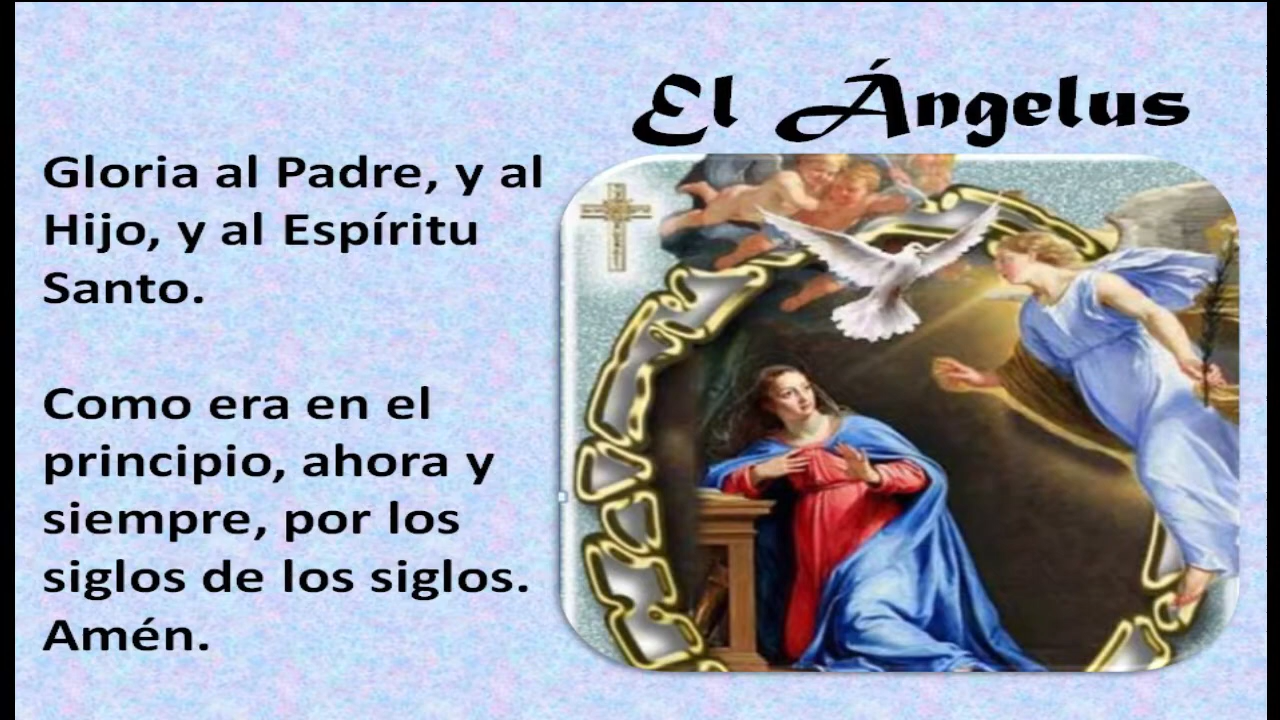 El Ángelus
Gloria al Padre, y al
Hijo, y al Espíritu
Santo.
Como era en el
principio, ahora y
siempre, por los
siglos de los siglos.
Amén.